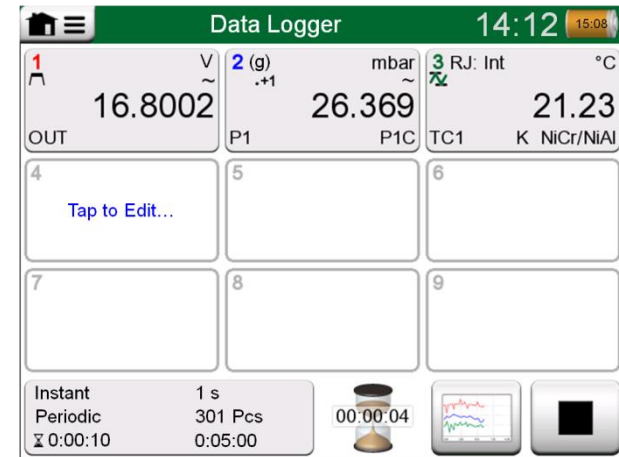 Data Logger 14:12 15:08
1 V
~
16.8002
OUT
2 (g) mbar
.+1 ~
26.369
P1 P1C
3 RJ: Int °C
21.23
TC1 K NiCr/NiAl
4
Tap to Edit...
5
6
7
8
9
Instant 1 s
Periodic 301 Pcs
0:00:10 0:05:00
00:00:04